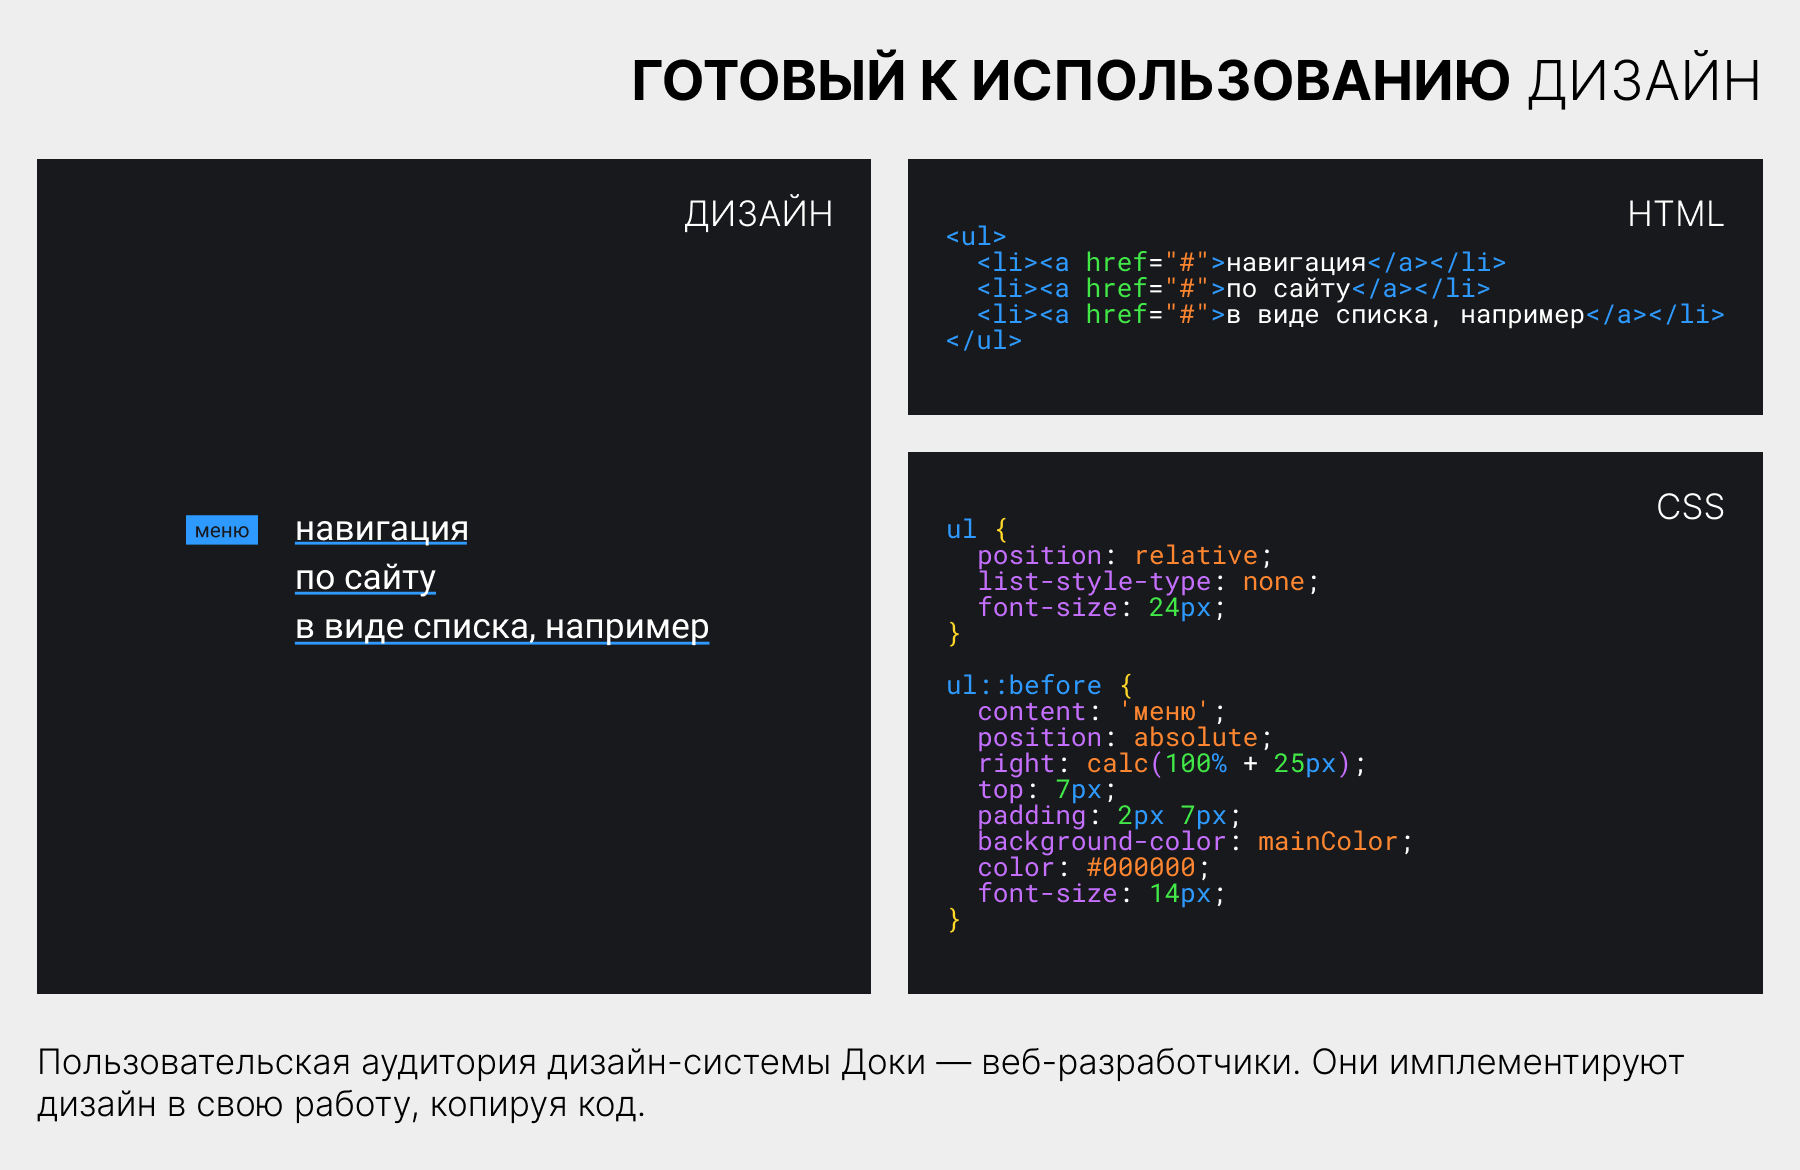 ГОТОВЫЙ К ИСПОЛЬЗОВАНИЮ ДИЗАЙН
ДИЗАЙН
меню
навигация
по сайту
в виде списка, например
HTML
<ul>
  <li><a href="#">навигация</a></li>
  <li><a href="#">по сайту</a></li>
  <li><a href="#">в виде списка, например</a></li>
</ul>
CSS
ul {
  position: relative;
  list-style-type: none;
  font-size: 24px;
}
ul::before {
  content: 'меню';
  position: absolute;
  right: calc(100% + 25px);
  top: 7px;
  padding: 2px 7px;
  background-color: mainColor;
  color: #000000;
  font-size: 14px;
}
Пользовательская аудитория дизайн-системы Доки — веб-разработчики. Они имплементируют
дизайн в свою работу, копируя код.